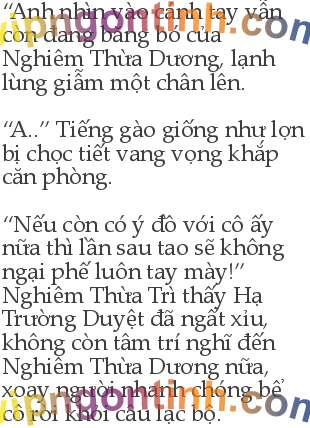 “Anh nhìn vào cánh tay vẫn
còn đang băng bó của
Nghiêm Thừa Dương, lạnh
lùng giẫm một chân lên.
“A..” Tiếng gào giống như lợn
bị chọc tiết vang vọng khắp
căn phòng.
“Nếu còn có ý đồ với cô ấy
nữa thì lần sau tao sẽ không
ngại phế luôn tay mày!”
Nghiêm Thừa Trì thấy Hạ
Trường Duyệt đã ngất xỉu,
không còn tâm trí nghĩ đến
Nghiêm Thừa Dương nữa,
xoay người nhanh chóng bế
cô rời khỏi câu lạc bộ.